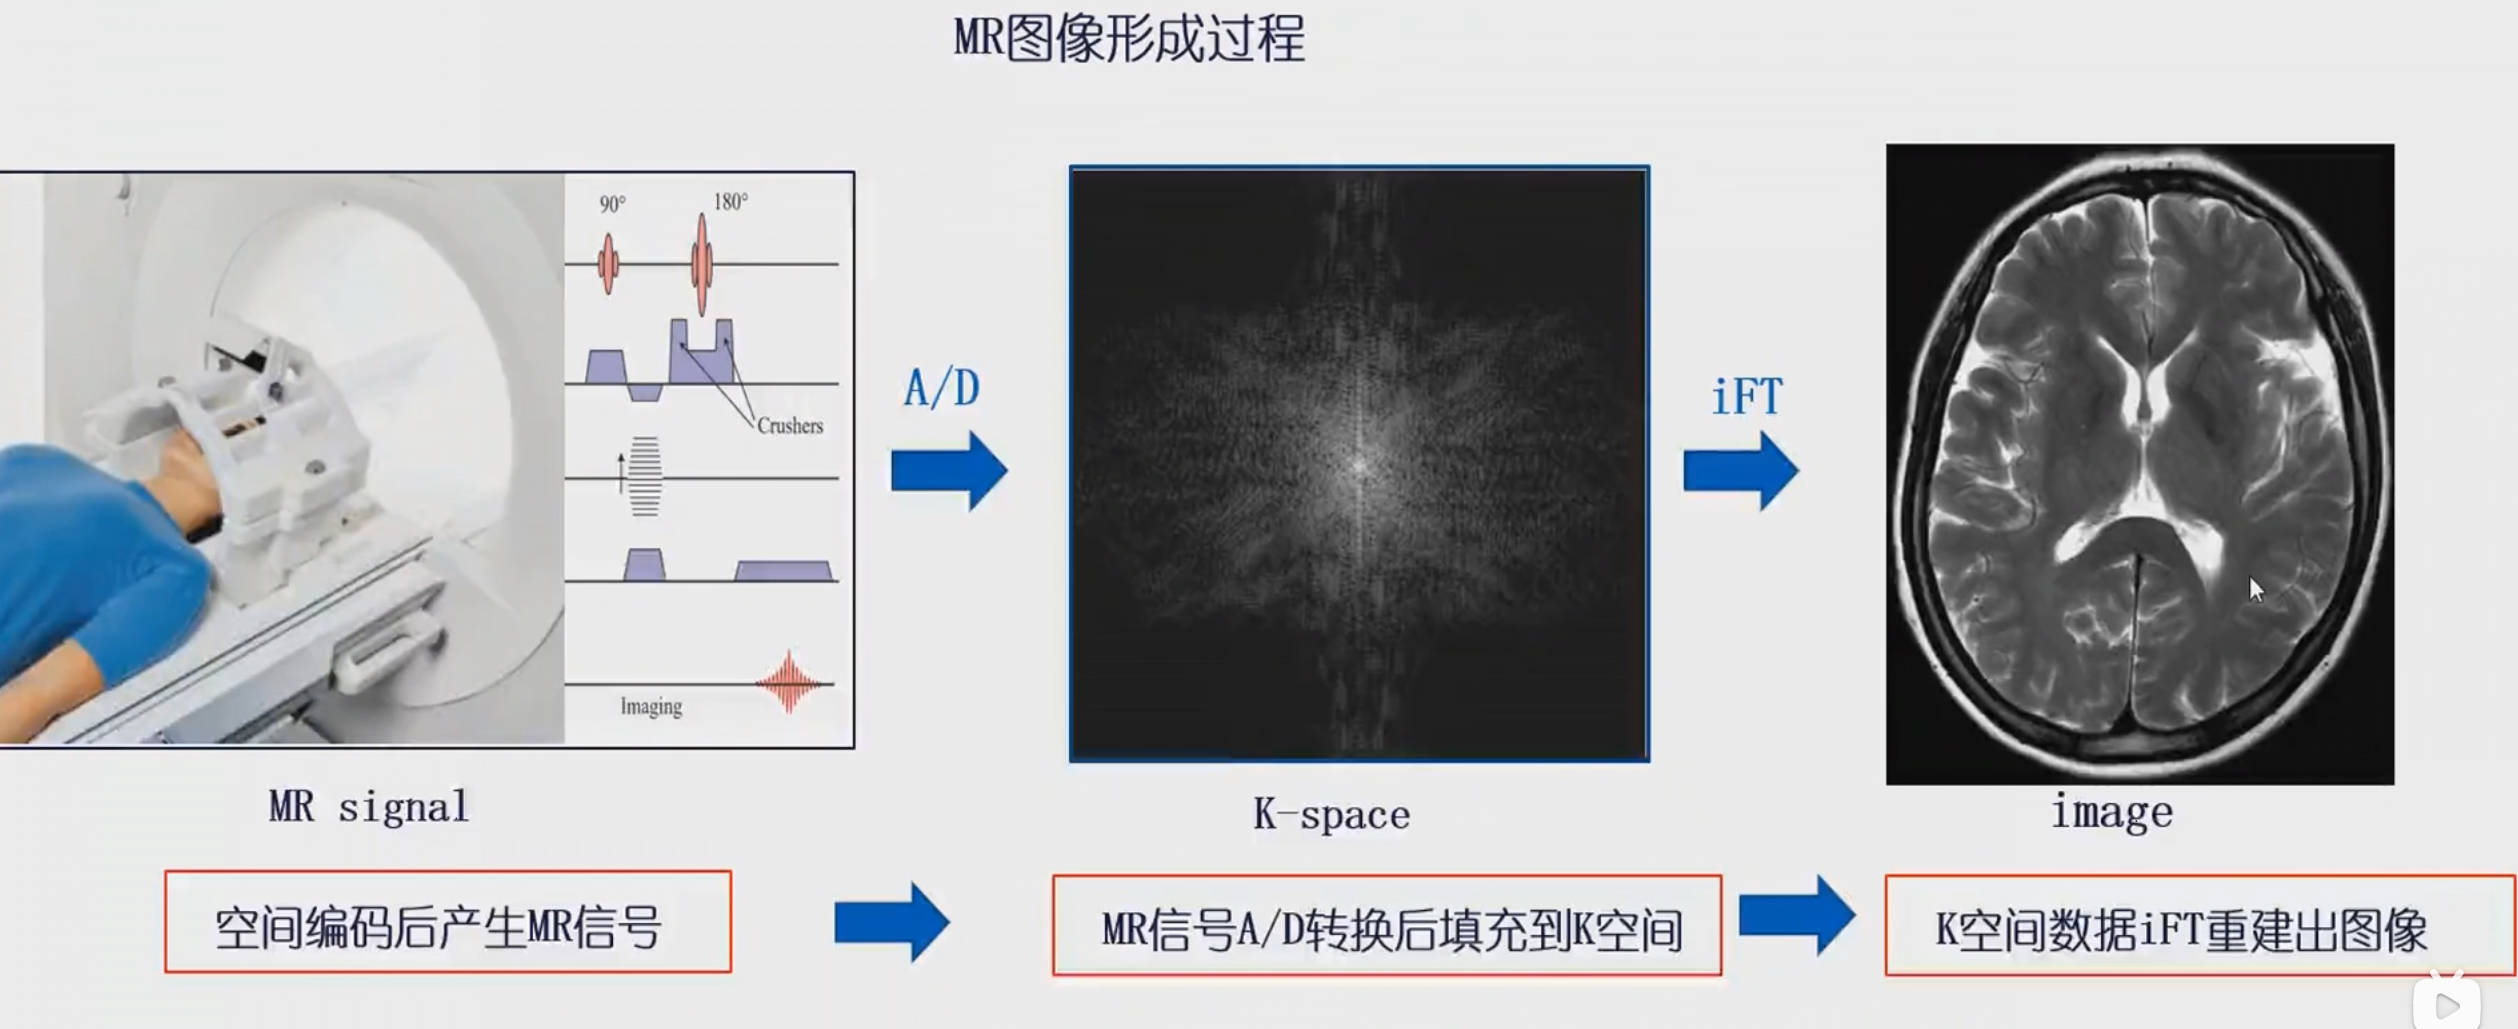 MR图像形成过程
90°
180°
Crushers
Imaging
A/D
iFT
MR signal
K-space
image
空间编码后产生MR信号
MR信号A/D转换后填充到K空间
K空间数据iFT重建出图像